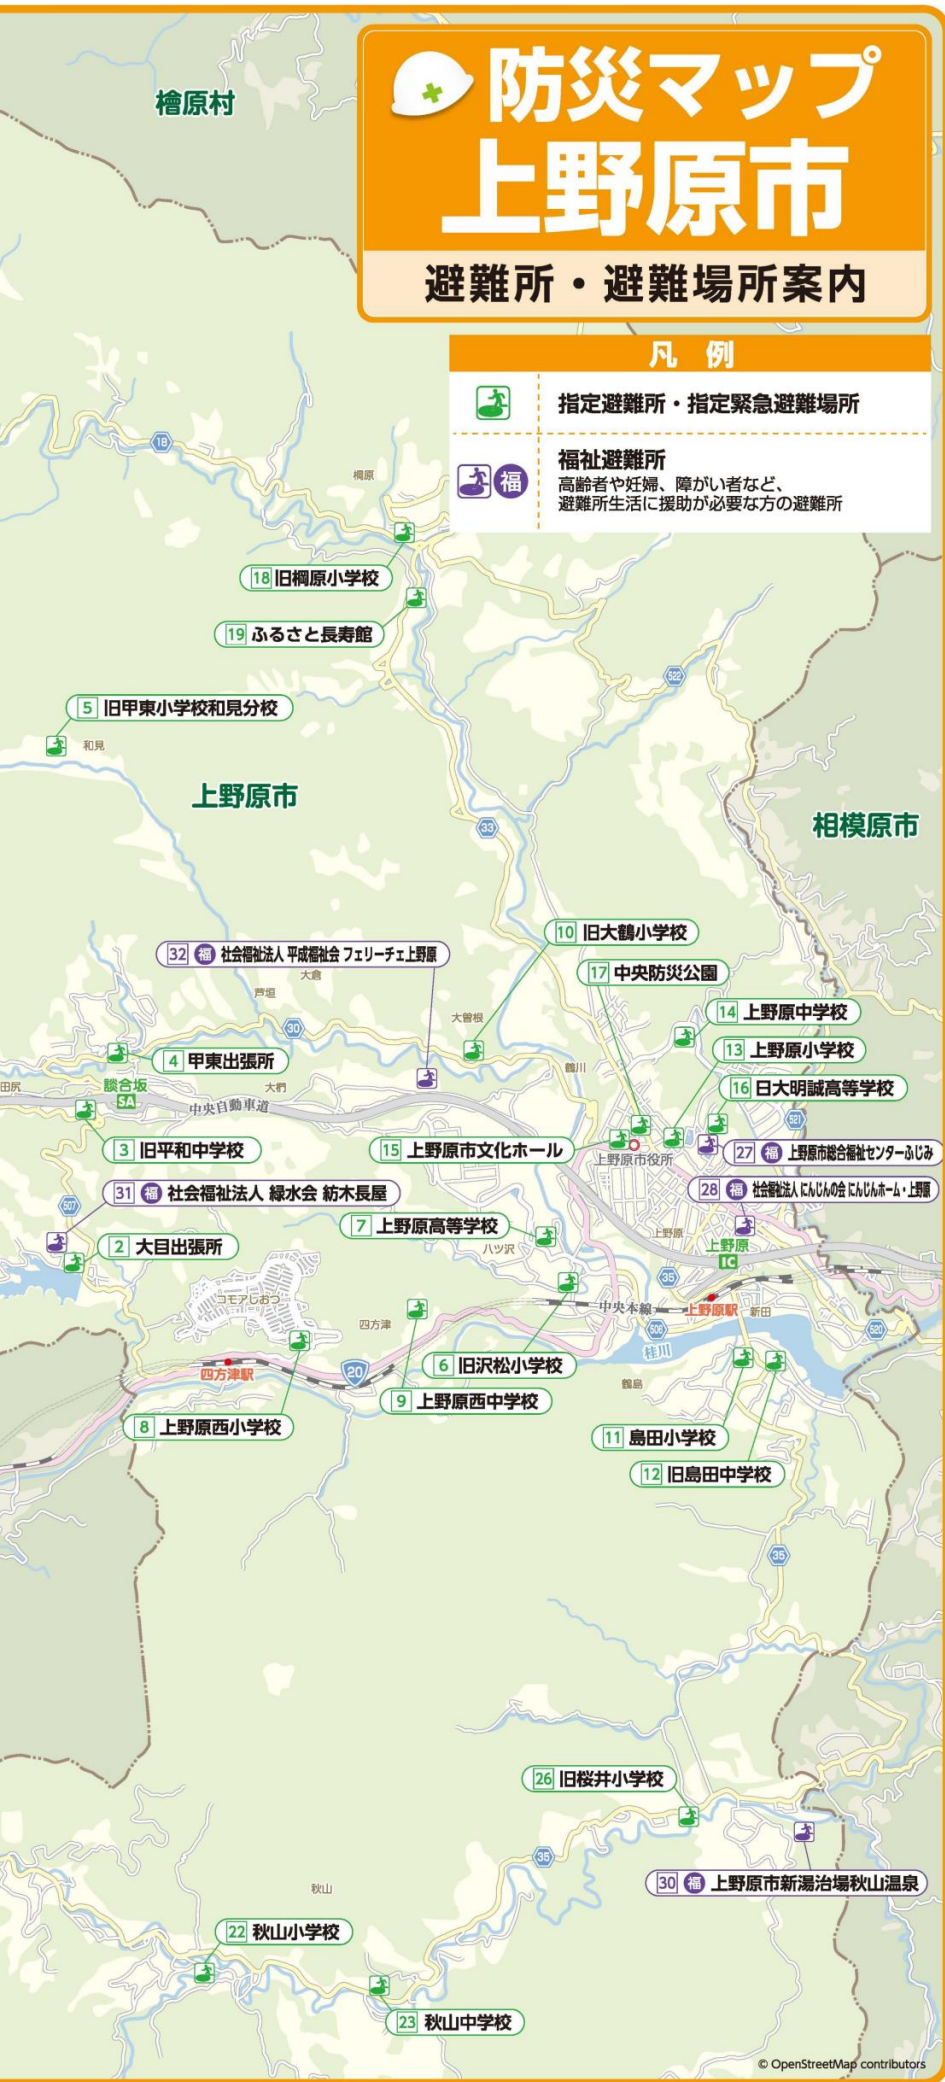 防災マップ
上野原市
避難所・避難場所案内
凡例
指定避難所・指定緊急避難場所
福
福祉避難所
高齢者や妊婦、障がい者など、
避難所生活に援助が必要な方の避難所
檜原村
18
棡原
18 旧棡原小学校
19 ふるさと長寿館
522
5 旧甲東小学校和見分校
和見
上野原市
相模原市
33
10 旧大鶴小学校
32 福 社会福祉法人 平成福祉会 フェリーチェ上野原
17 中央防災公園
大倉
芦垣
大曽根
14 上野原中学校
30
4 甲東出張所
13 上野原小学校
鶴川
田尻
談合坂
SA
大椚
中央自動車道
16 日大明誠高等学校
521
3 旧平和中学校
15 上野原市文化ホール
上野原市役所
27 福 上野原市総合福祉センターふじみ
31 福 社会福祉法人 緑水会 紡木長屋
28 福 社会福祉法人 にんじんの会 にんじんホーム・上野原
507
7 上野原高等学校
八ツ沢
上野原
上野原
IC
2 大目出張所
35
コモアしおつ
四方津
中央本線
上野原駅
新田
508
520
桂川
6 旧沢松小学校
四方津駅
20
鶴島
9 上野原西中学校
8 上野原西小学校
11 島田小学校
12 旧島田中学校
35
26 旧桜井小学校
35
30 福 上野原市新湯治場秋山温泉
秋山
22 秋山小学校
23 秋山中学校
© OpenStreetMap contributors